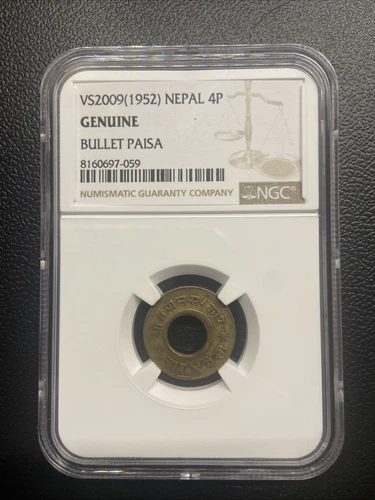 VS2009(1952) NEPAL 4P
GENUINE
BULLET PAISA
8160697-059
NUMISMATIC GUARANTY COMPANY
NGC®